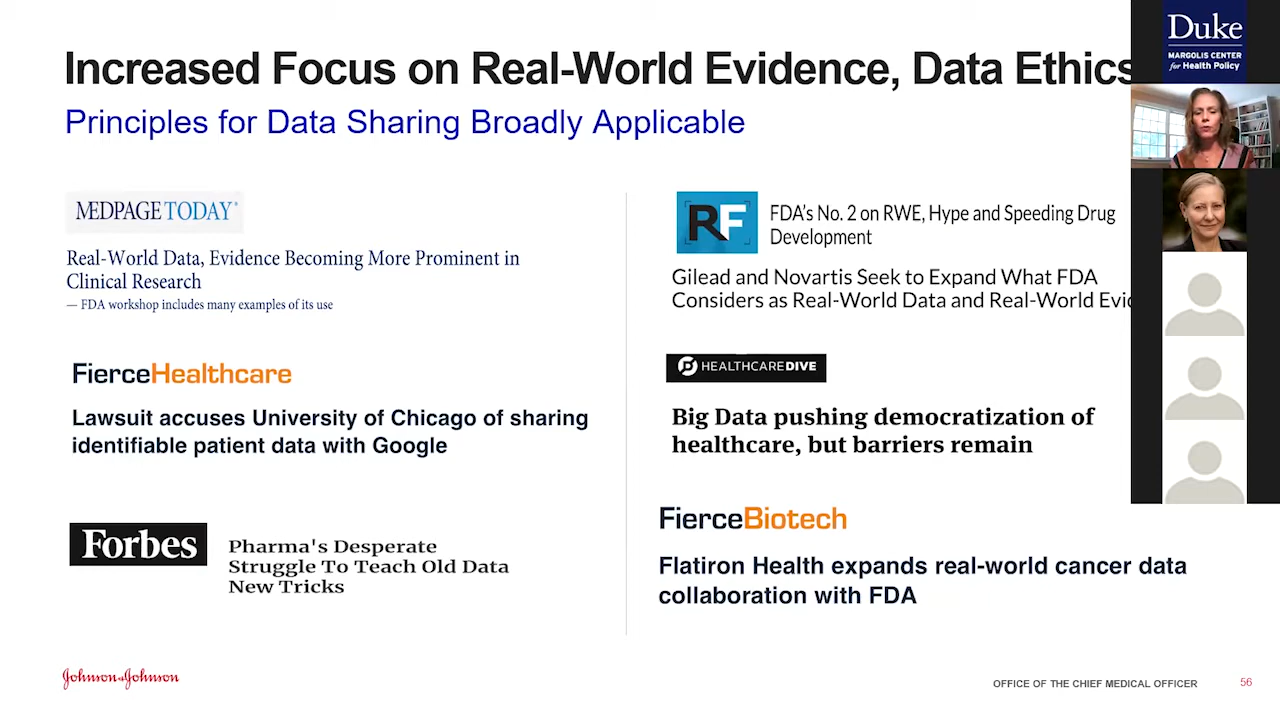 Increased Focus on Real-World Evidence, Data Ethics
Principles for Data Sharing Broadly Applicable
MEDPAGE TODAY®
Real-World Data, Evidence Becoming More Prominent in
Clinical Research
— FDA workshop includes many examples of its use
FierceHealthcare
Lawsuit accuses University of Chicago of sharing
identifiable patient data with Google
Forbes
Pharma's Desperate
Struggle To Teach Old Data
New Tricks
RF
FDA's No. 2 on RWE, Hype and Speeding Drug
Development
Gilead and Novartis Seek to Expand What FDA
Considers as Real-World Data and Real-World
HEALTHCARE DIVE
Big Data pushing democratization of
healthcare, but barriers remain
FierceBiotech
Flatiron Health expands real-world cancer data
collaboration with FDA
Duke
MARGOLIS CENTER
for Health Policy
Johnson & Johnson
OFFICE OF THE CHIEF MEDICAL OFFICER
56